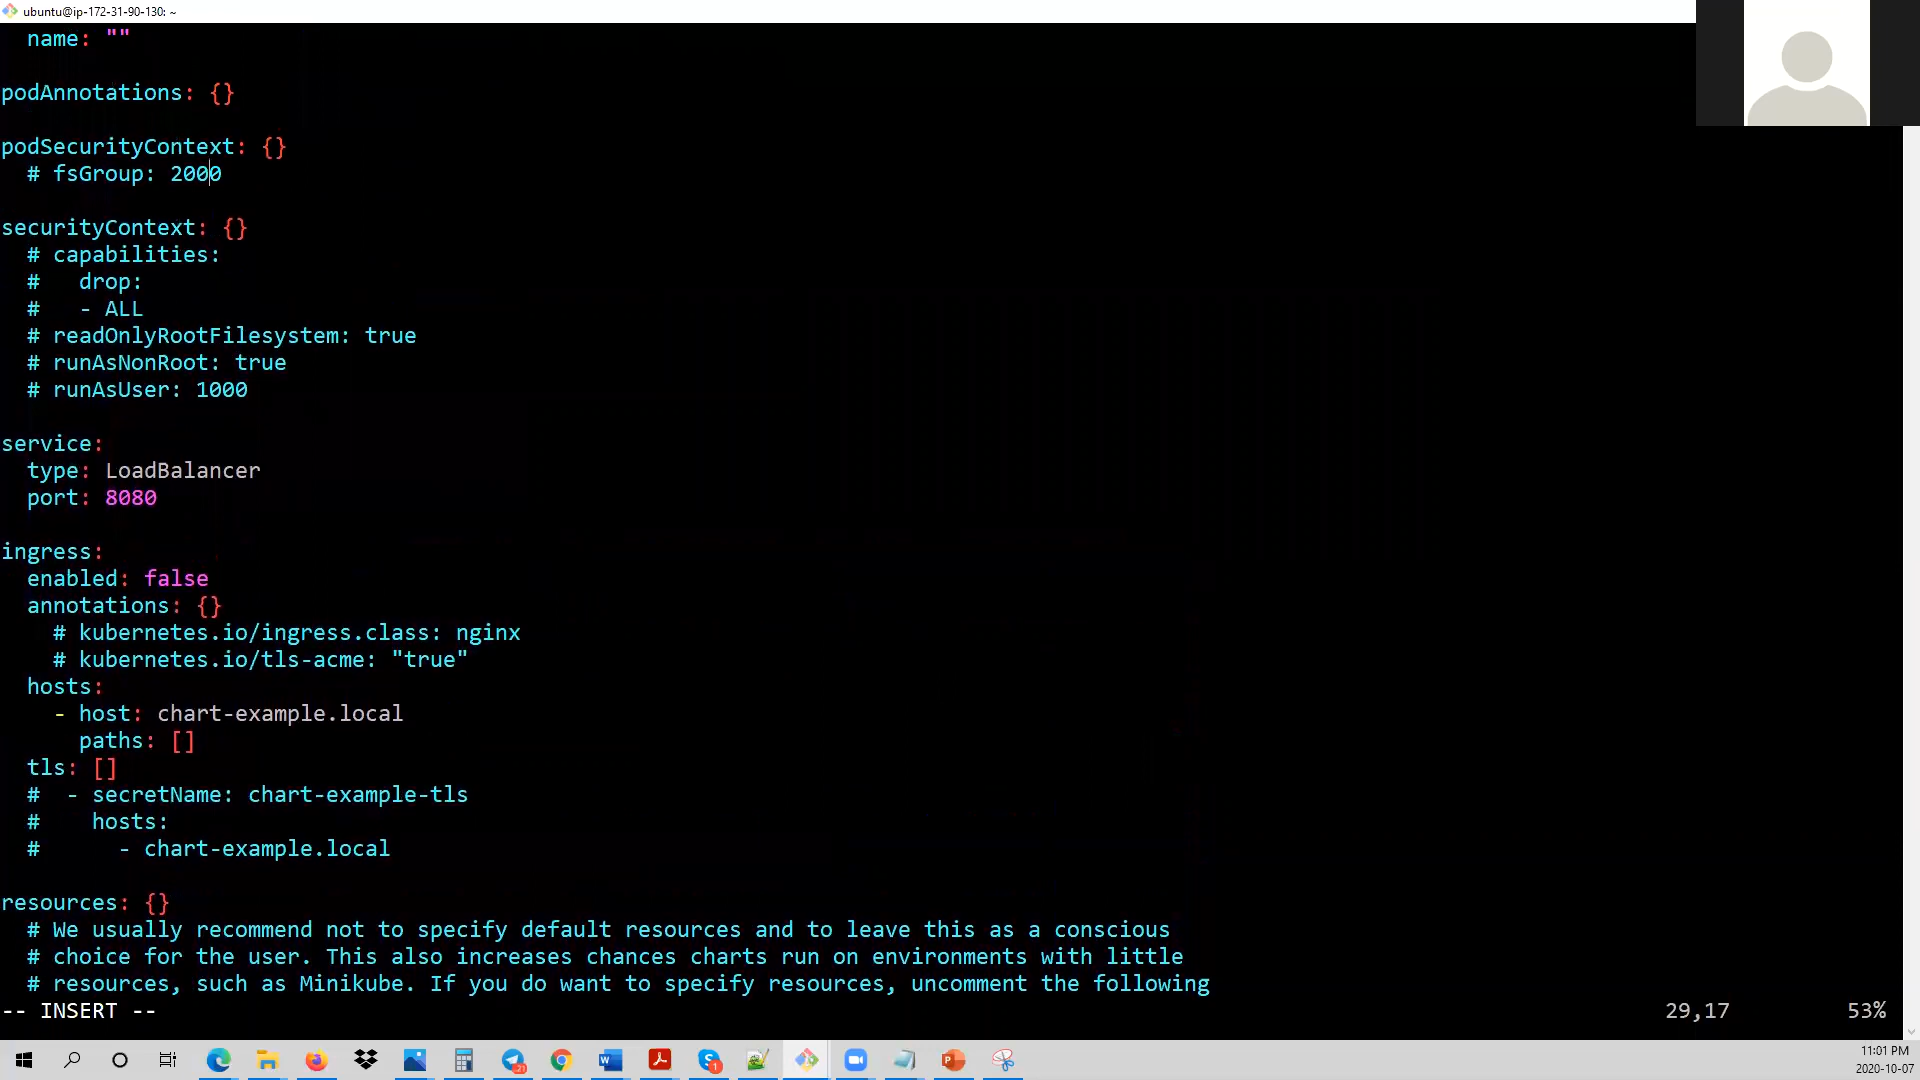 ubuntu@ip-172-31-90-130: ~
name: ""
podAnnotations: {}
podSecurityContext: {}
# fsGroup: 2000
securityContext: {}
# capabilities:
#   drop:
#   - ALL
# readOnlyRootFilesystem: true
# runAsNonRoot: true
# runAsUser: 1000
service:
type: LoadBalancer
port: 8080
ingress:
enabled: false
annotations: {}
# kubernetes.io/ingress.class: nginx
# kubernetes.io/tls-acme: "true"
hosts:
- host: chart-example.local
paths: []
tls: []
#  - secretName: chart-example-tls
#    hosts:
#      - chart-example.local
resources: {}
# We usually recommend not to specify default resources and to leave this as a conscious
# choice for the user. This also increases chances charts run on environments with little
# resources, such as Minikube. If you do want to specify resources, uncomment the following
-- INSERT -- 29,17 53%
11:01 PM
2020-10-07